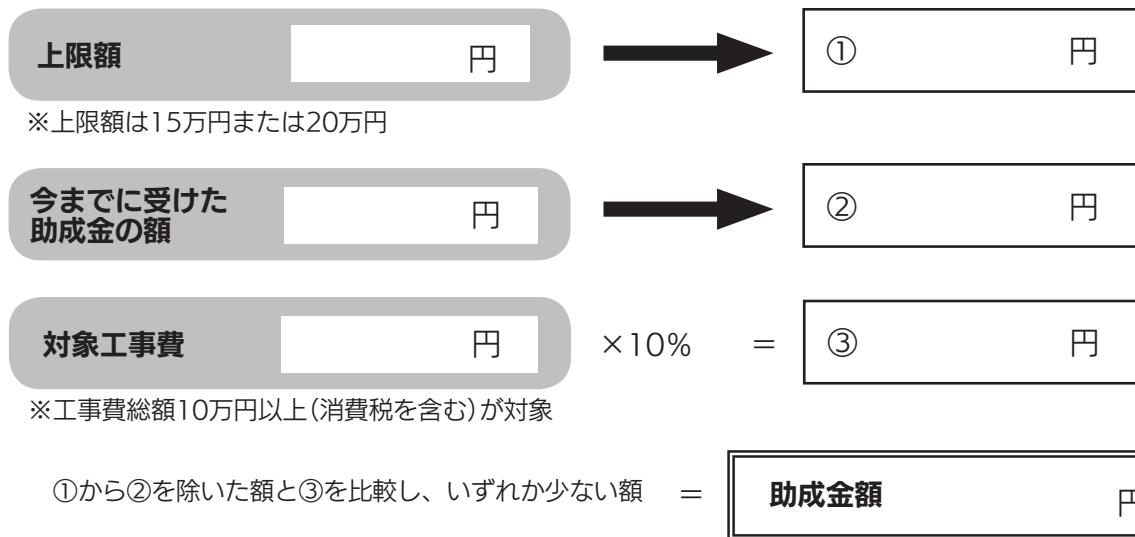 上限額 円 ① 円
※上限額は15万円または20万円
今までに受けた
助成金の額 円 ② 円
対象工事費 円 ×10% = ③ 円
※工事費総額10万円以上(消費税を含む)が対象
①から②を除いた額と③を比較し、いずれか少ない額 = 助成金額 円